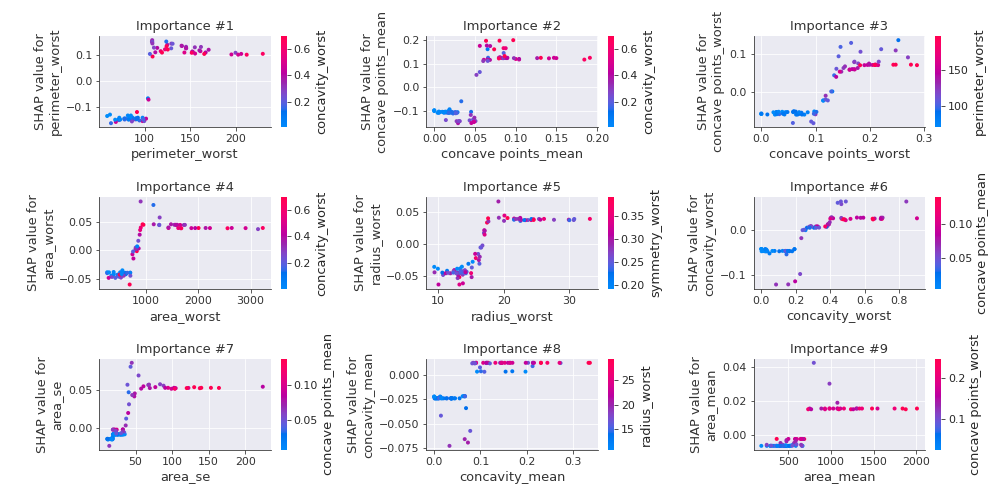 Importance #1
SHAP value for
perimeter_worst
0.1
0.0
−0.1
100
150
200
perimeter_worst
0.6
0.4
0.2
concavity_worst
Importance #2
SHAP value for
concave points_mean
0.2
0.1
0.0
−0.1
0.00
0.05
0.10
0.15
0.20
concave points_mean
0.6
0.4
0.2
concavity_worst
Importance #3
SHAP value for
concave points_worst
0.1
0.0
0.0
0.1
0.2
0.3
concave points_worst
150
100
perimeter_worst
Importance #4
SHAP value for
area_worst
0.05
0.00
−0.05
1000
2000
3000
area_worst
0.6
0.4
0.2
concavity_worst
Importance #5
SHAP value for
radius_worst
0.05
0.00
−0.05
10
20
30
radius_worst
0.35
0.30
0.25
0.20
symmetry_worst
Importance #6
SHAP value for
concavity_worst
0.0
−0.1
0.0
0.2
0.4
0.6
0.8
concavity_worst
0.10
0.05
concave points_mean
Importance #7
SHAP value for
area_se
0.05
0.00
50
100
150
200
area_se
0.10
0.05
concave points_mean
Importance #8
SHAP value for
concavity_mean
0.000
−0.025
−0.050
−0.075
0.0
0.1
0.2
0.3
concavity_mean
25
20
15
radius_worst
Importance #9
SHAP value for
area_mean
0.04
0.02
0.00
500
1000
1500
2000
area_mean
0.2
0.1
concave points_worst